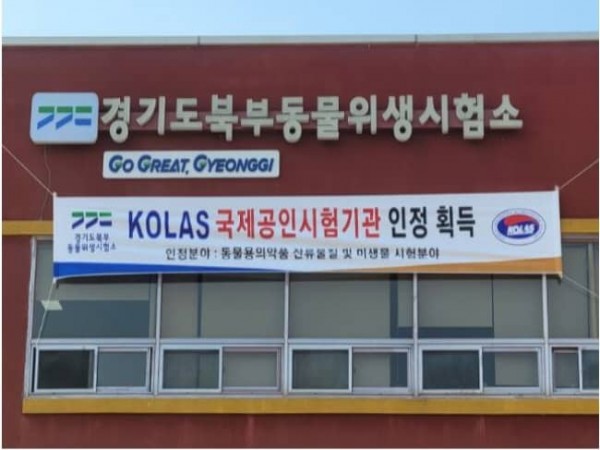 경기도북부동물위생시험소
GO GREAT, GYEONGGI
경기도북부
동물위생시험소
KOLAS 국제공인시험기관 인정 획득
KOLAS
인정분야 : 동물용의약품 잔류물질 및 미생물 시험분야